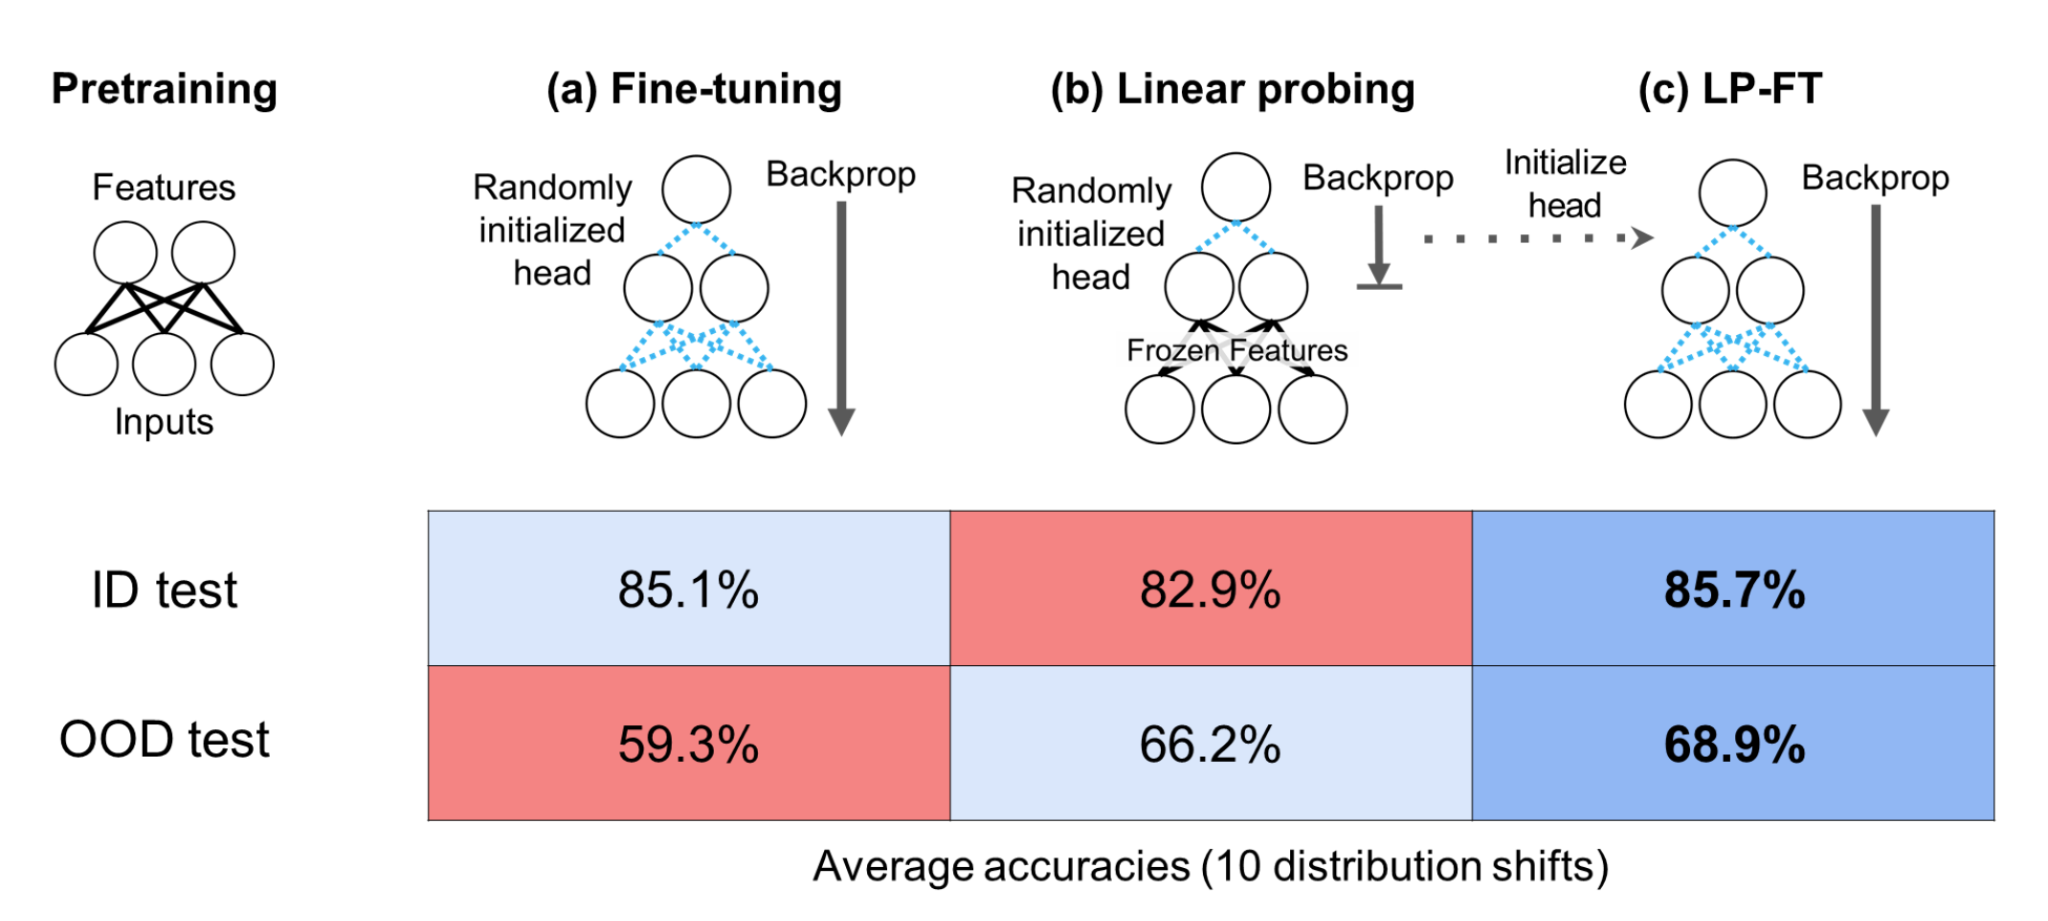 Pretraining
(a) Fine-tuning
(b) Linear probing
(c) LP-FT
Features
Inputs
Randomly
initialized
head
Backprop
Randomly
initialized
head
Backprop
Frozen Features
Initialize
head
Backprop
ID test
85.1%
82.9%
85.7%
OOD test
59.3%
66.2%
68.9%
Average accuracies (10 distribution shifts)